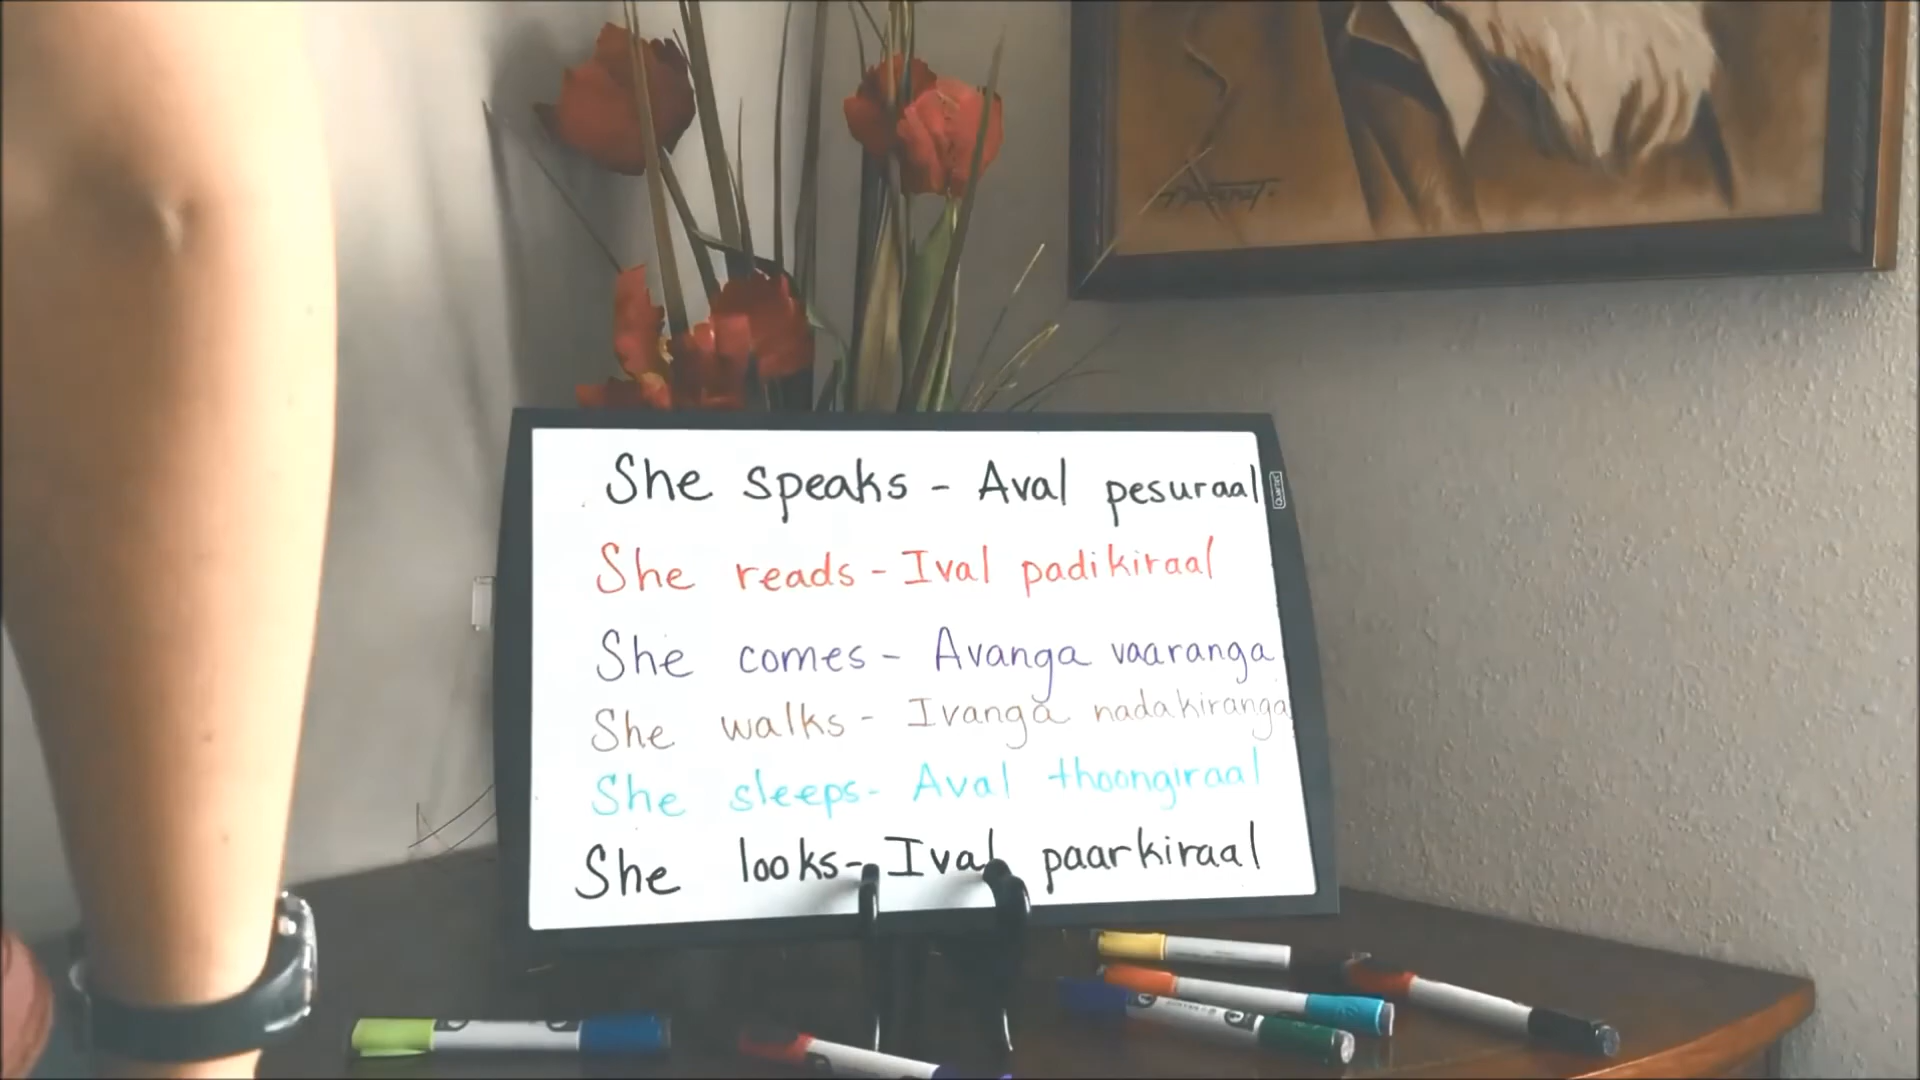 She speaks - Aval pesuraal
She reads - Ival padikiraal
She comes - Avanga vaaranga
She walks - Ivanga nadakiranga
She sleeps - Aval thoongiraal
She looks - Ival paarkiraal
Quartet